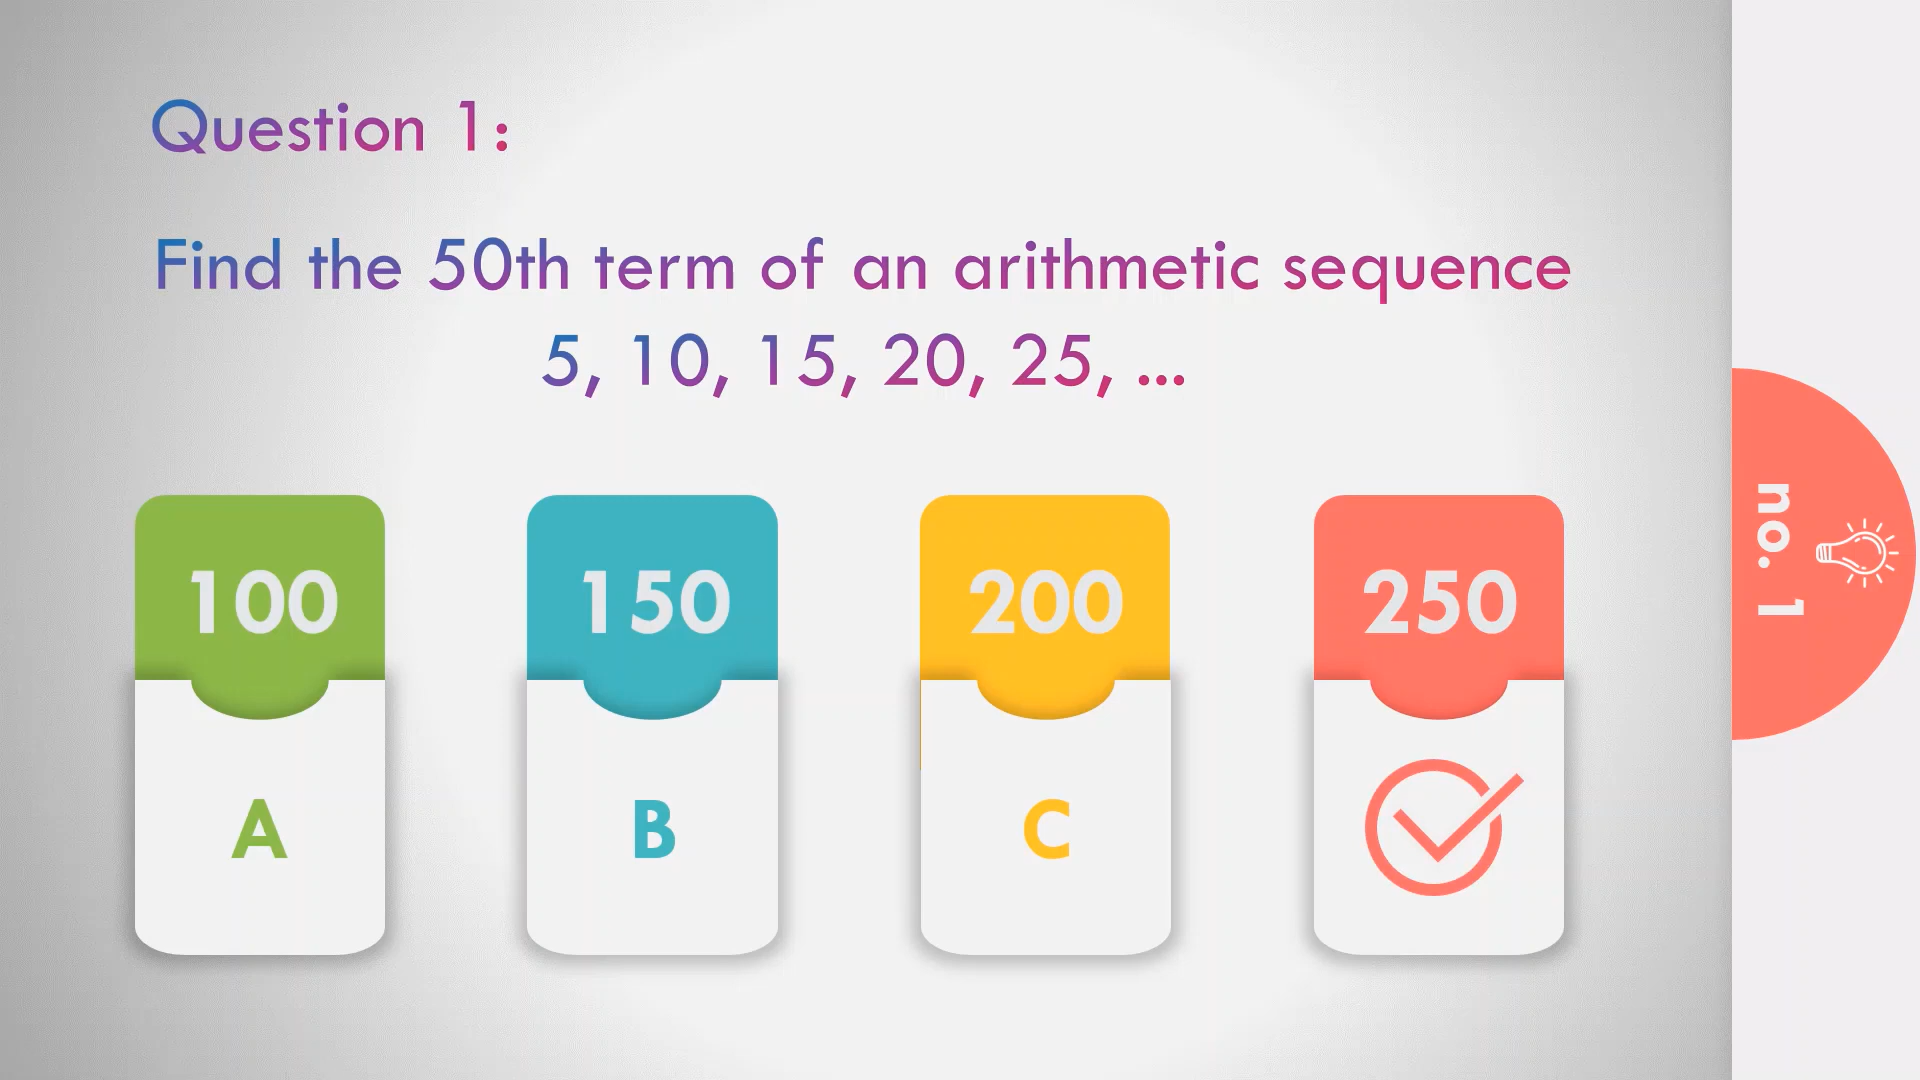 Question 1:
Find the 50th term of an arithmetic sequence
5, 10, 15, 20, 25, ...
100
150
200
250
A
B
C
no. 1